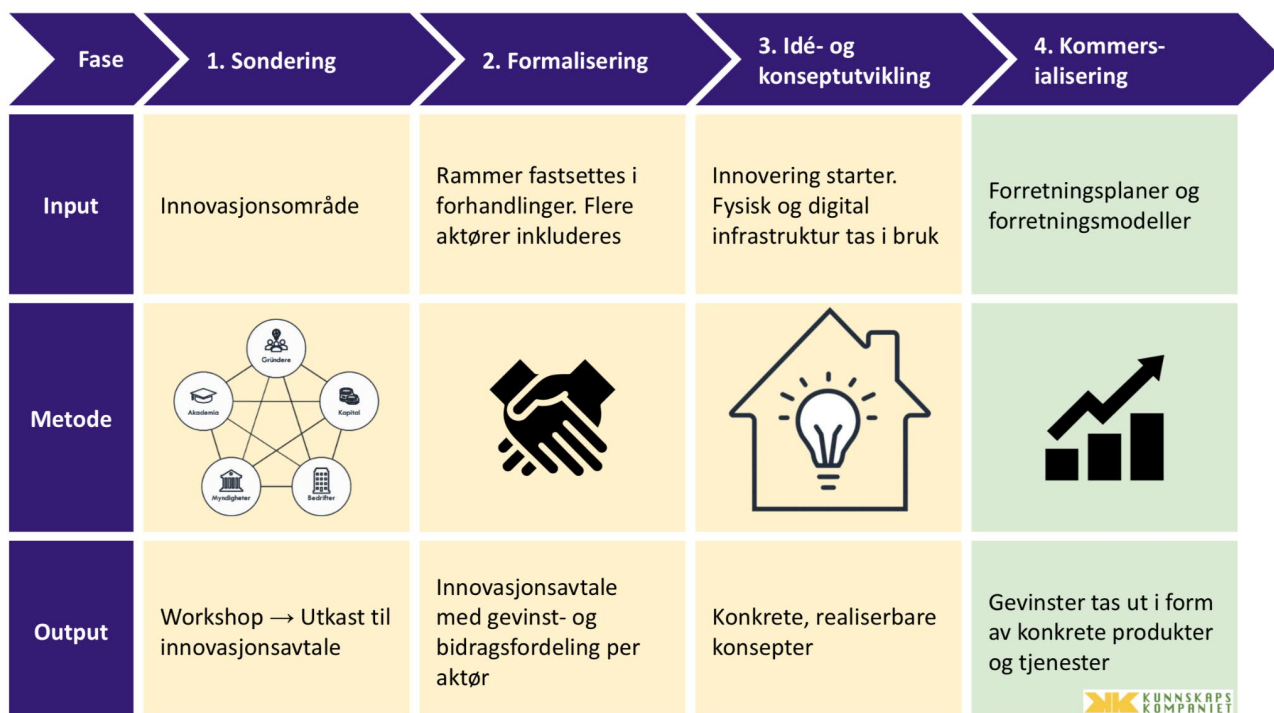 Fase
1. Sondering
2. Formalisering
3. Idé- og
konseptutvikling
4. Kommers-
ialisering
Input
Innovasjonsområde
Rammer fastsettes i
forhandlinger. Flere
aktører inkluderes
Innovering starter.
Fysisk og digital
infrastruktur tas i bruk
Forretningsplaner og
forretningsmodeller
Metode
Gründere
Akademia
Kapital
Myndigheter
Bedrifter
Output
Workshop → Utkast til
innovasjonsavtale
Innovasjonsavtale
med gevinst- og
bidragsfordeling per
aktør
Konkrete, realiserbare
konsepter
Gevinster tas ut i form
av konkrete produkter
og tjenester
KUNNSKAPS
KOMPANIET